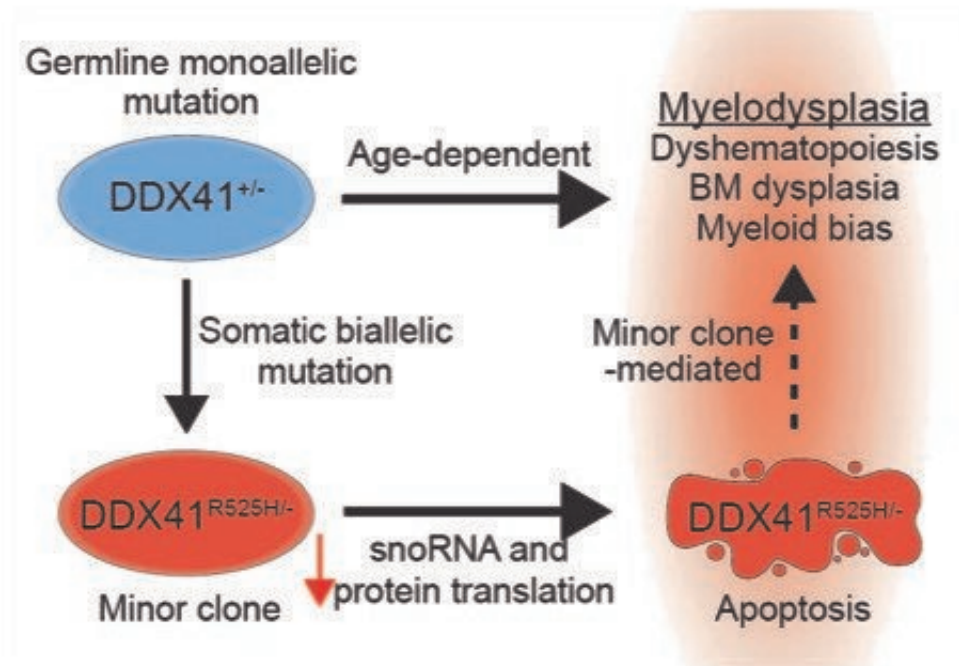 Germline monoallelic
mutation
DDX41+/-
Age-dependent
Myelodysplasia
Dyshematopoiesis
BM dysplasia
Myeloid bias
Somatic biallelic
mutation
Minor clone
-mediated
DDX41R525H/-
Minor clone
snoRNA and
protein translation
DDX41R525H/-
Apoptosis